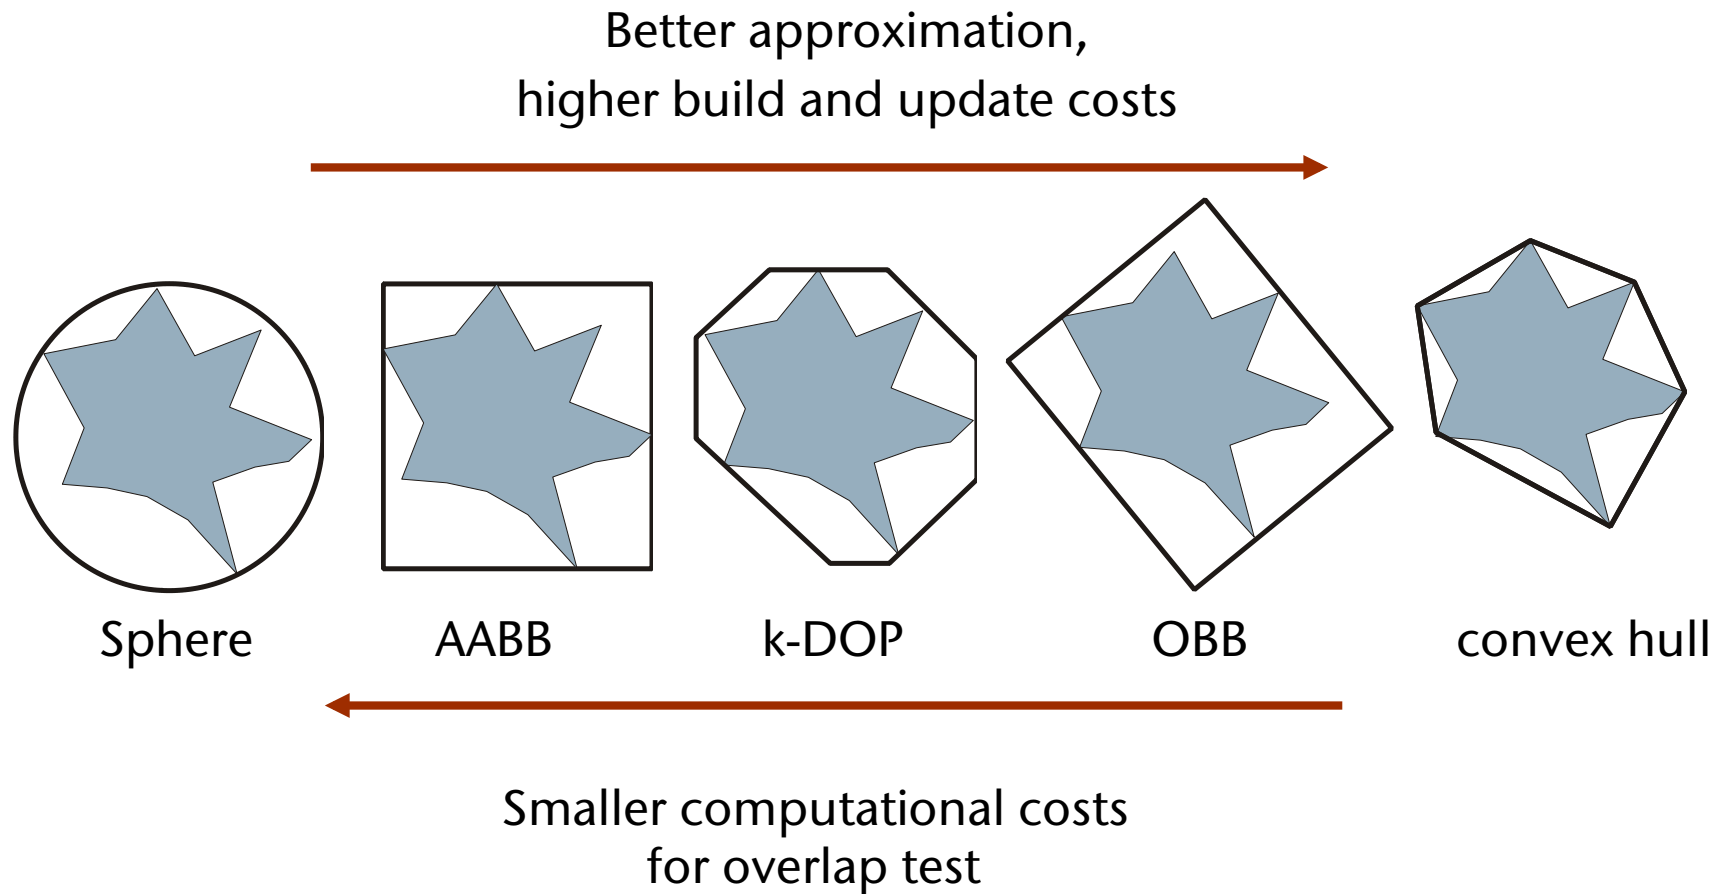 Better approximation,
higher build and update costs
Sphere
AABB
k-DOP
OBB
convex hull
Smaller computational costs
for overlap test